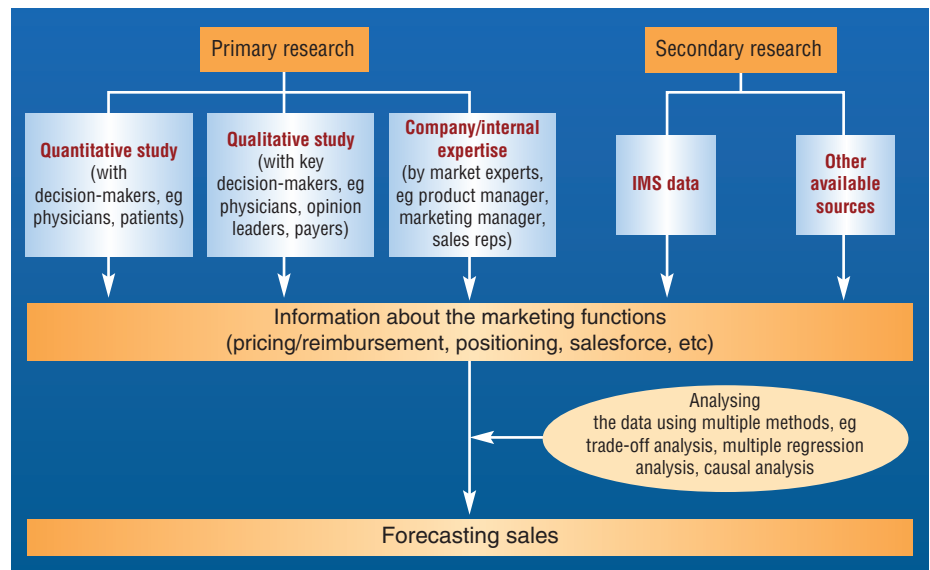 Primary research
Secondary research
Quantitative study
(with
decision-makers, eg
physicians, patients)
Qualitative study
(with key
decision-makers, eg
physicians, opinion
leaders, payers)
Company/internal
expertise
(by market experts,
eg product manager,
marketing manager,
sales reps)
IMS data
Other
available
sources
Information about the marketing functions
(pricing/reimbursement, positioning, salesforce, etc)
Analysing
the data using multiple methods, eg
trade-off analysis, multiple regression
analysis, causal analysis
Forecasting sales